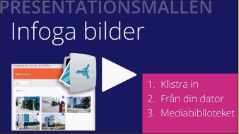 PRESENTATIONSMALLEN
Infoga bilder
1. Klistra in
2. Från din dator
3. Mediabiblioteket